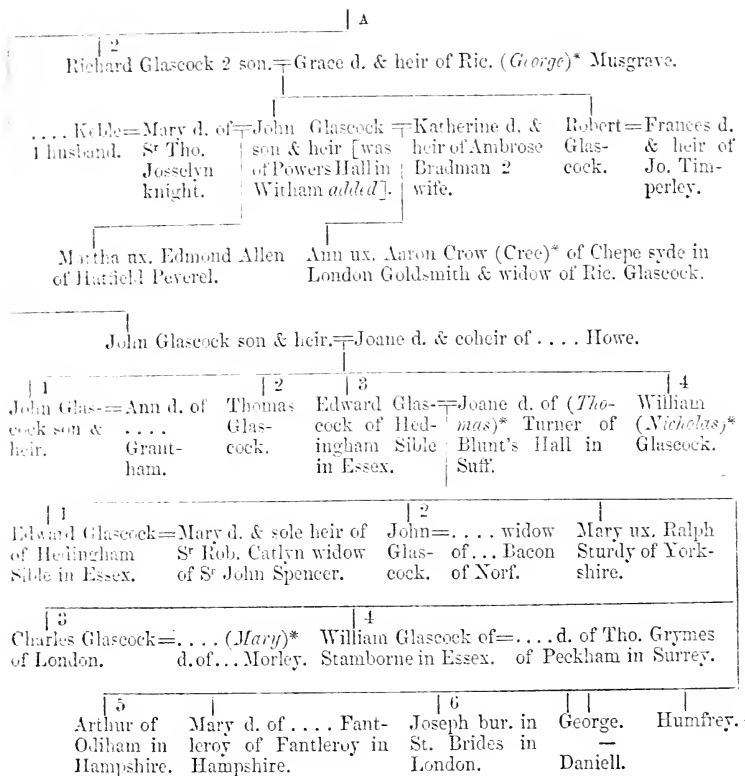 A
2
Richard Glascock 2 son. Grace d. & heir of Ric. (George)* Musgrave.
.... Keble=Mary d. of John Glascock Katherine d. & Robert=Frances d.
1 husband. Sr Tho. son & heir [was heir of Ambrose Glas- & heir of
Josselyn of Powers Hall in Bradman 2 cock. Jo. Tim-
knight. Witham added]. wife. perley.
Martha ux. Edmond Allen Ann ux. Aaron Crow (Cree)* of Chepe syde in
of Hatfield Peverel. London Goldsmith & widow of Ric. Glascock.
John Glascock son & heir. Joane d. & coheir of .... Howe.
1 2 3 4
John Glas-=Ann d. of Thomas Edward Glas- Joane d. of (Tho- William
cock son & .... Glas- cock of Hed- mas)* Turner of (Nicholas)*
heir. Grant- cock. ingham Sible Blunt's Hall in Glascock.
ham. in Essex. Suff.
1 2
Edward Glascock=Mary d. & sole heir of John=.... widow Mary ux. Ralph
of Hedingham Sr Rob. Catlyn widow Glas- of... Bacon Sturdy of York-
Sible in Essex. of Sr John Spencer. cock. of Norf. shire.
3 4
Charles Glascock=.... (Mary)* William Glascock of=....d. of Tho. Grymes
of London. d.of... Morley. Stamborne in Essex. of Peckham in Surrey.
5 6
Arthur of Mary d. of .... Fant- Joseph bur. in George. Humfrey.
Odiham in leroy of Fantleroy in St. Brides in —
Hampshire. Hampshire. London. Daniell.